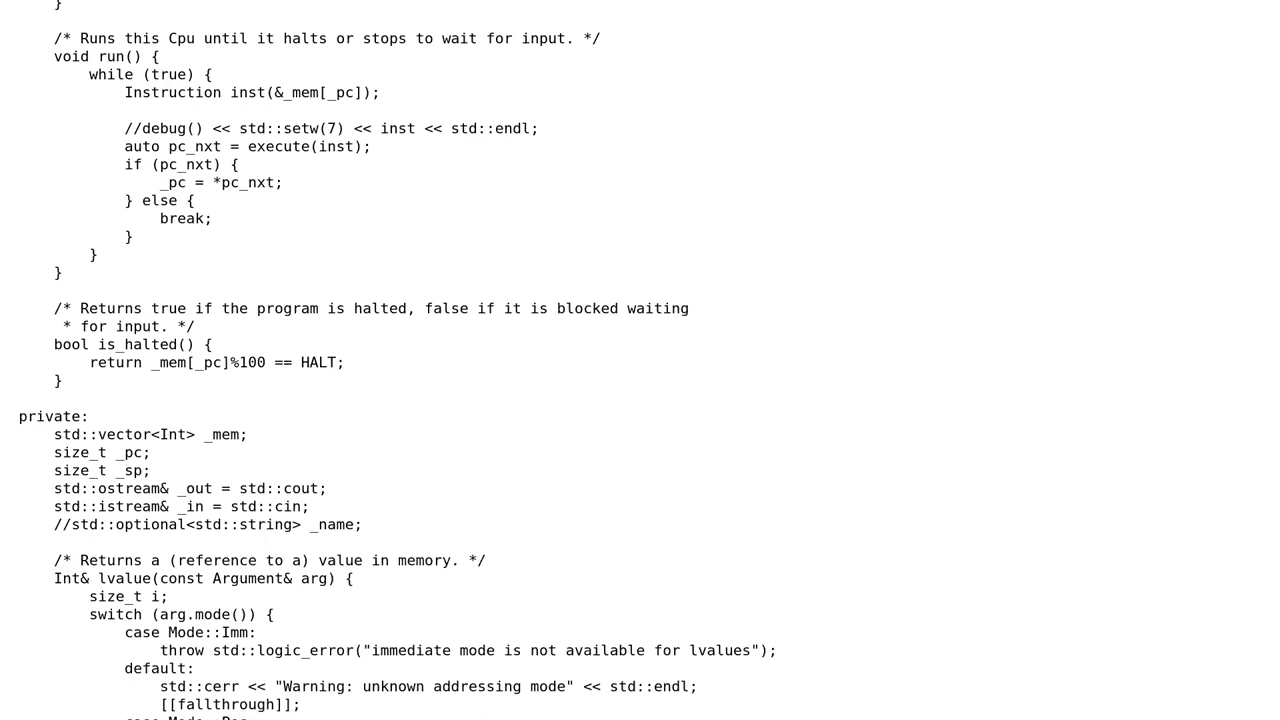 }

    /* Runs this Cpu until it halts or stops to wait for input. */
    void run() {
        while (true) {
            Instruction inst(&_mem[_pc]);

            //debug() << std::setw(7) << inst << std::endl;
            auto pc_nxt = execute(inst);
            if (pc_nxt) {
                _pc = *pc_nxt;
            } else {
                break;
            }
        }
    }

    /* Returns true if the program is halted, false if it is blocked waiting
     * for input. */
    bool is_halted() {
        return _mem[_pc]%100 == HALT;
    }

private:
    std::vector<Int> _mem;
    size_t _pc;
    size_t _sp;
    std::ostream& _out = std::cout;
    std::istream& _in = std::cin;
    //std::optional<std::string> _name;

    /* Returns a (reference to a) value in memory. */
    Int& lvalue(const Argument& arg) {
        size_t i;
        switch (arg.mode()) {
            case Mode::Imm:
                throw std::logic_error("immediate mode is not available for lvalues");
            default:
                std::cerr << "Warning: unknown addressing mode" << std::endl;
                [[fallthrough]];
            case Mode::Pos: